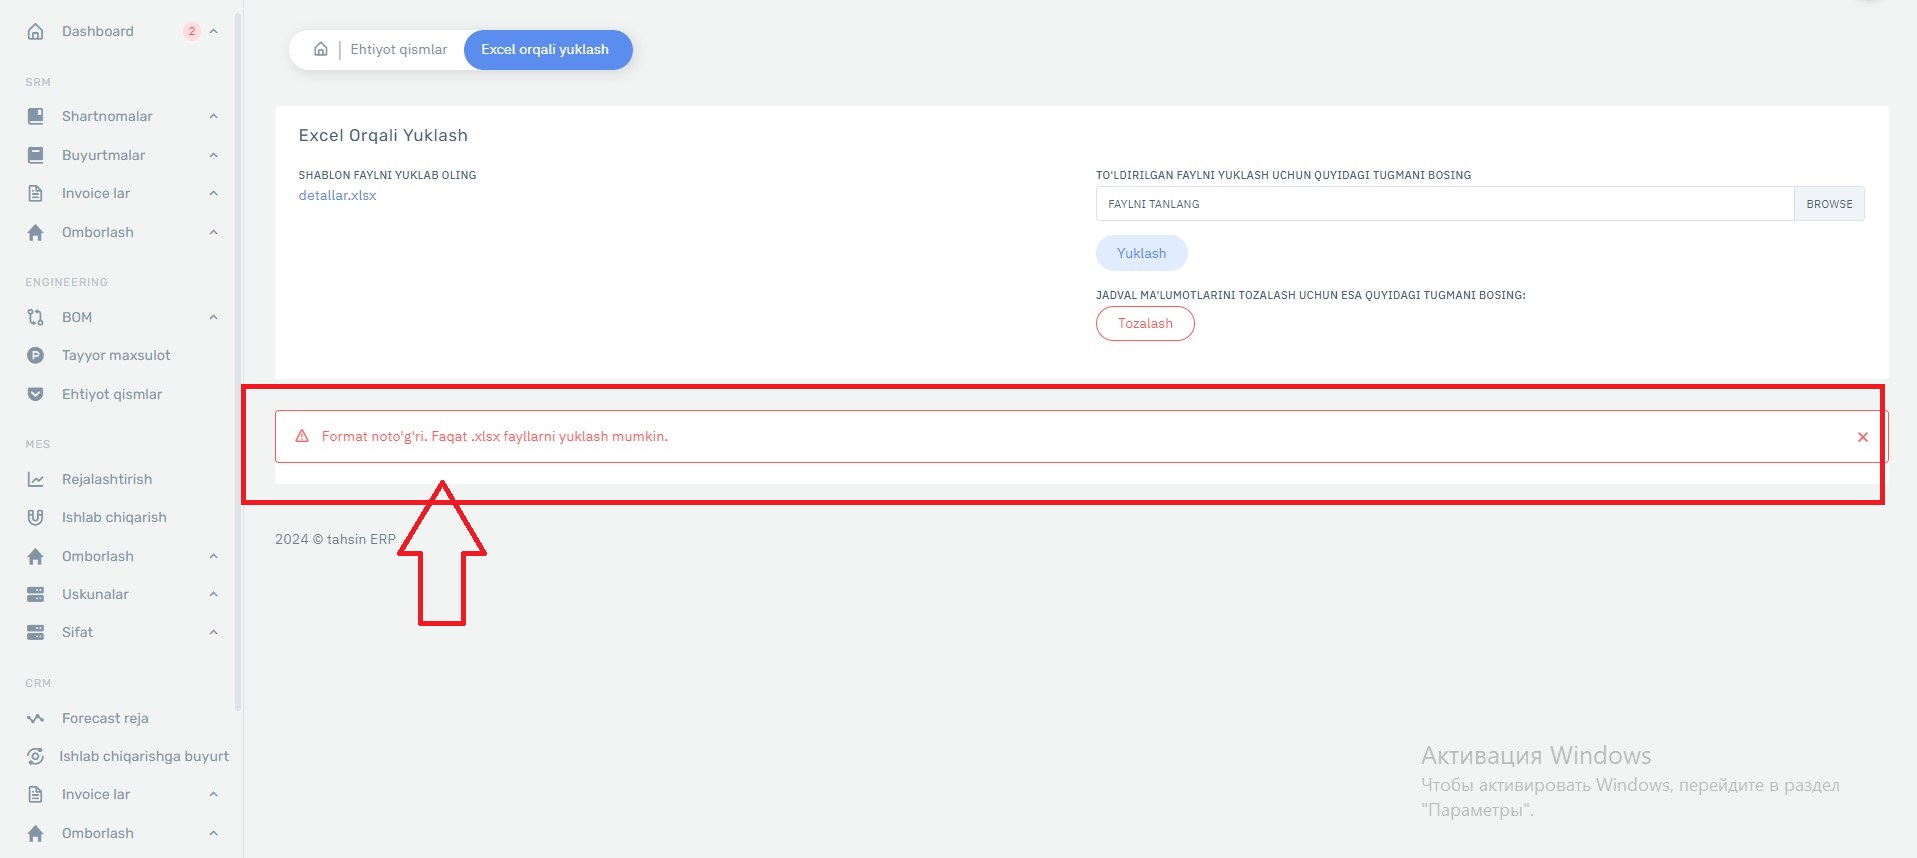 Dashboard 2
SRM
Shartnomalar
Buyurtmalar
Invoice lar
Omborlash
ENGINEERING
BOM
Tayyor maxsulot
Ehtiyot qismlar
MES
Rejalashtirish
Ishlab chiqarish
Omborlash
Uskunalar
Sifat
CRM
Forecast reja
Ishlab chiqarishga buyurt
Invoice lar
Omborlash
Ehtiyot qismlar Excel orqali yuklash
Excel Orqali Yuklash
SHABLON FAYLNI YUKLAB OLING
detallar.xlsx
TO'LDIRILGAN FAYLNI YUKLASH UCHUN QUYIDAGI TUGMANI BOSING
FAYLNI TANLANG BROWSE
Yuklash
JADVAL MA'LUMOTLARINI TOZALASH UCHUN ESA QUYIDAGI TUGMANI BOSING:
Tozalash
Format noto'g'ri. Faqat .xlsx fayllarni yuklash mumkin.
2024 © tahsin ERP
Активация Windows
Чтобы активировать Windows, перейдите в раздел
"Параметры".